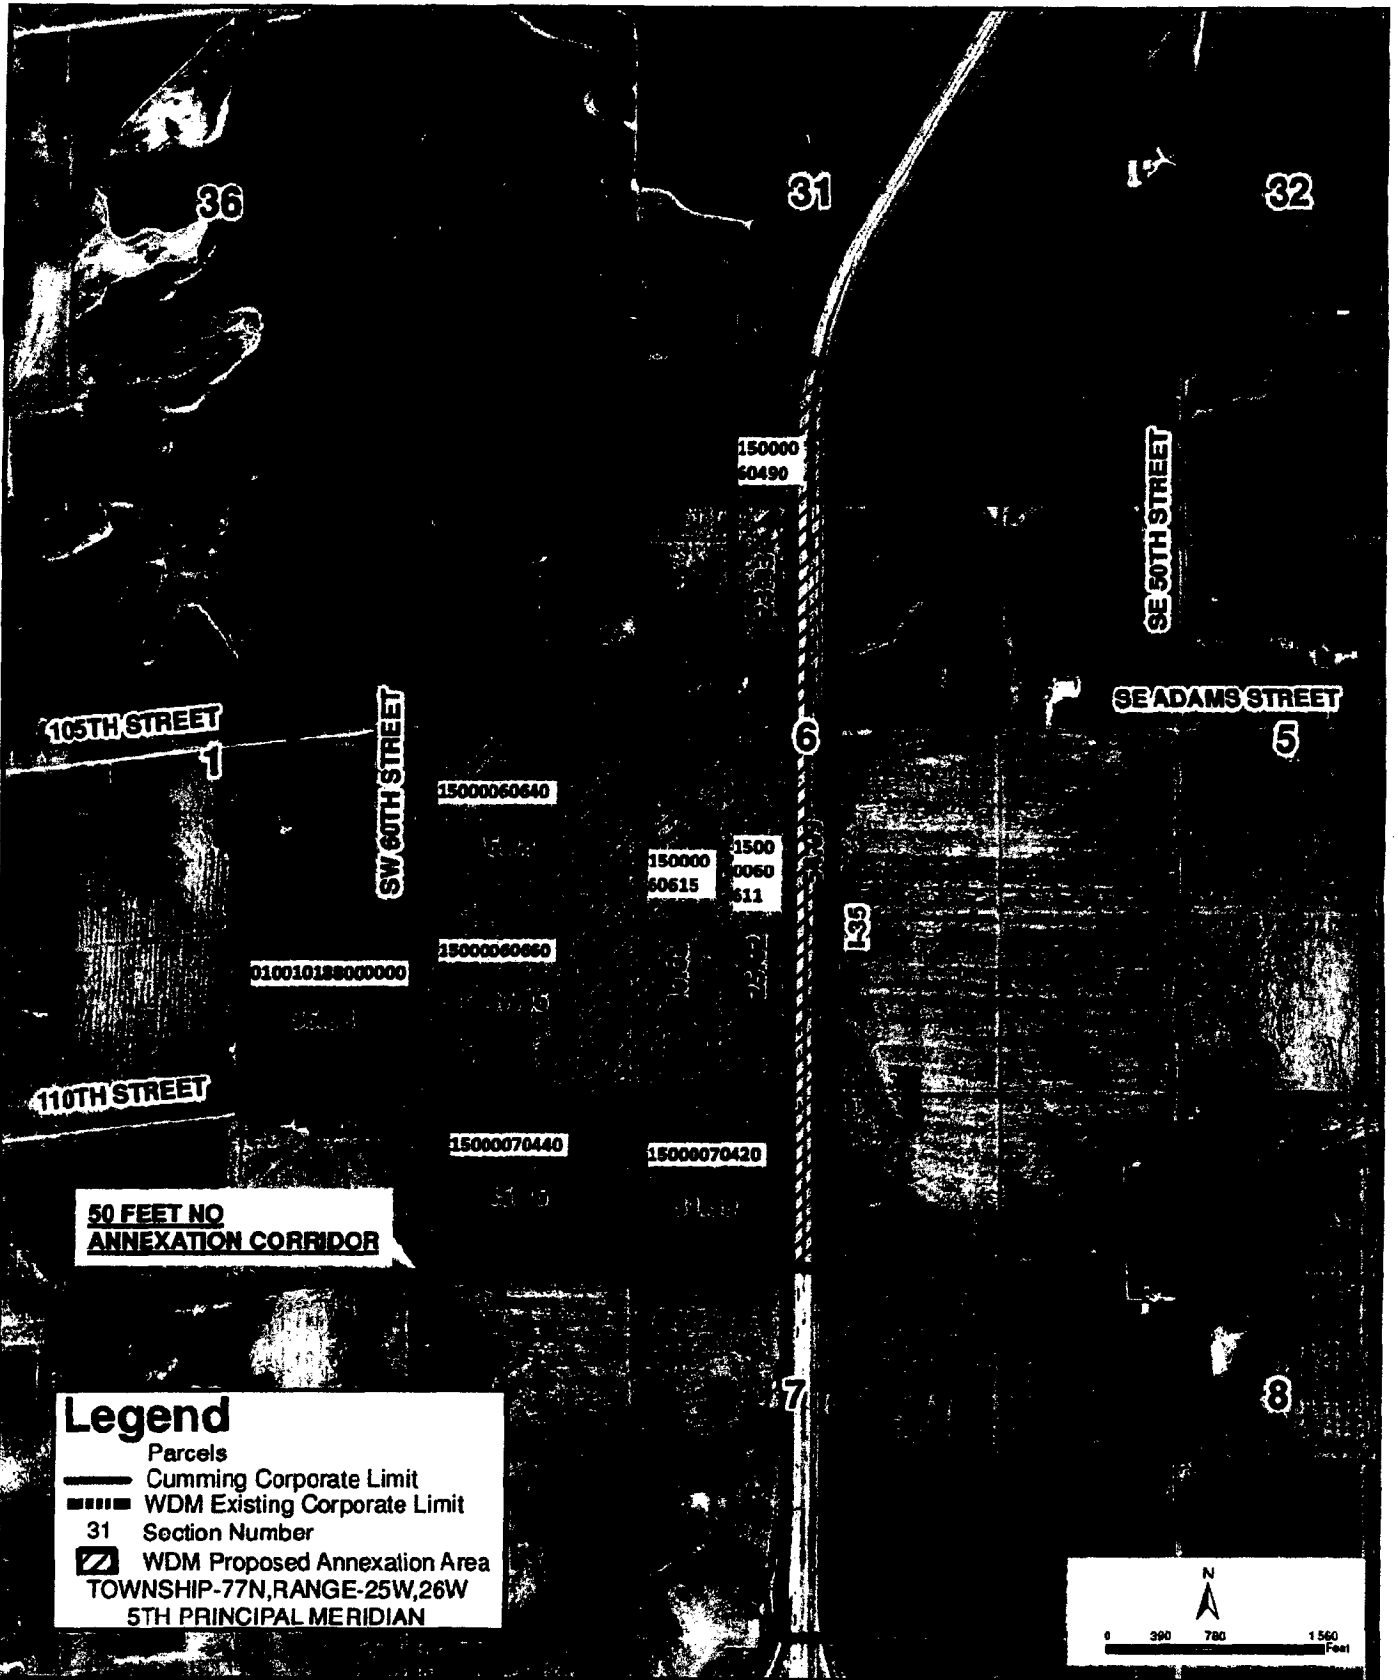 36
31
32
150000
60490
SE 50TH STREET
105TH STREET
1
SW 60TH STREET
6
SE ADAMS STREET
5
15000060640
150000
60615
1500
0060
611
I-35
15000060660
010010188000000
110TH STREET
15000070440
15000070420
50 FEET NO
ANNEXATION CORRIDOR
7
8
Legend
Parcels
Cumming Corporate Limit
WDM Existing Corporate Limit
31 Section Number
WDM Proposed Annexation Area
TOWNSHIP-77N,RANGE-25W,26W
5TH PRINCIPAL MERIDIAN
N
0 390 780 1 560
Feet